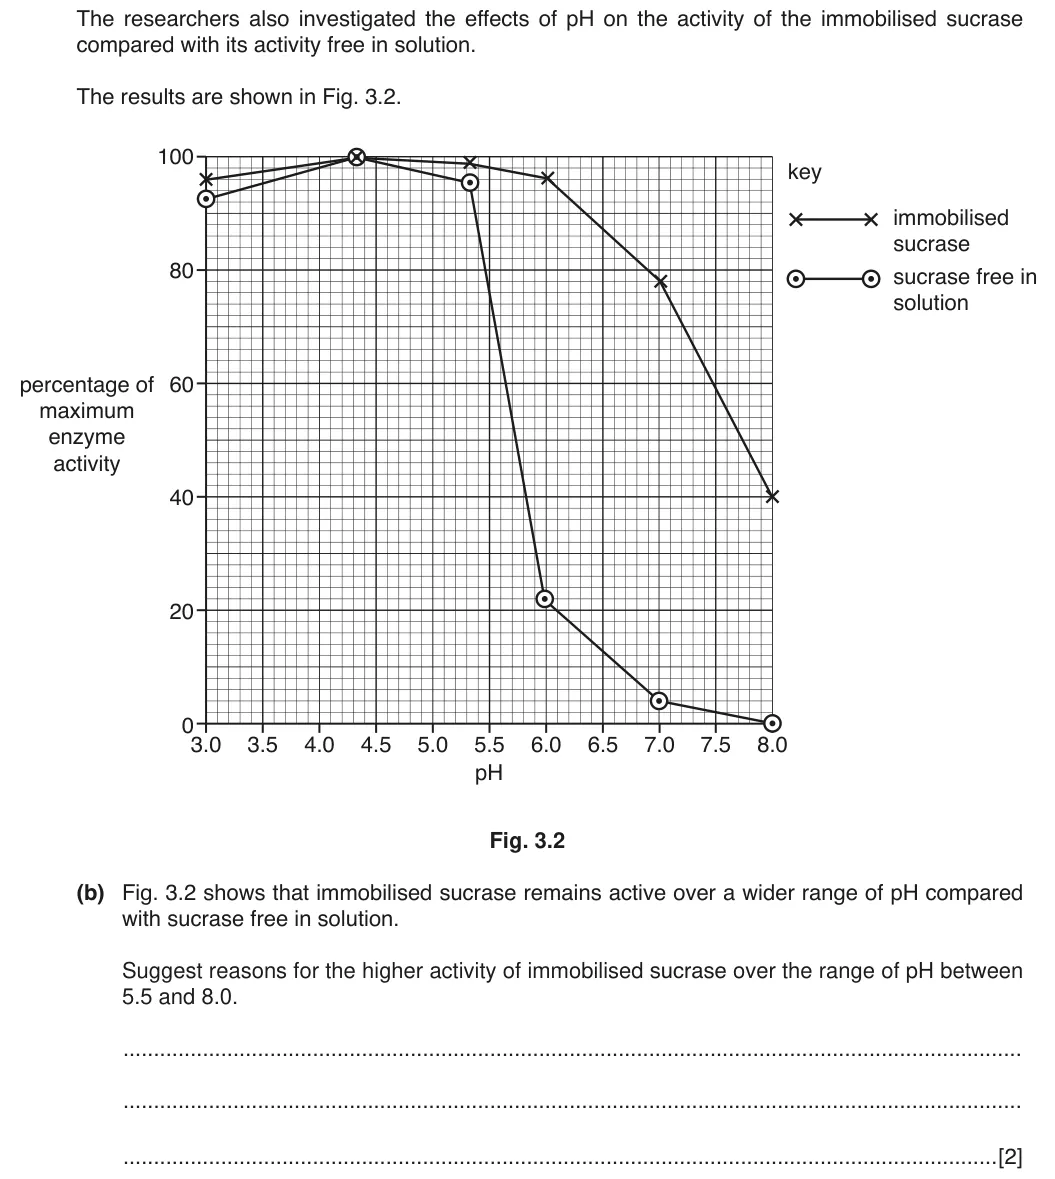 The researchers also investigated the effects of pH on the activity of the immobilised sucrase
compared with its activity free in solution.
The results are shown in Fig. 3.2.
100
80
60
40
20
0
percentage of
maximum
enzyme
activity
3.0 3.5 4.0 4.5 5.0 5.5 6.0 6.5 7.0 7.5 8.0
pH
key
immobilised
sucrase
sucrase free in
solution
Fig. 3.2
(b) Fig. 3.2 shows that immobilised sucrase remains active over a wider range of pH compared
with sucrase free in solution.
Suggest reasons for the higher activity of immobilised sucrase over the range of pH between
5.5 and 8.0.
[2]